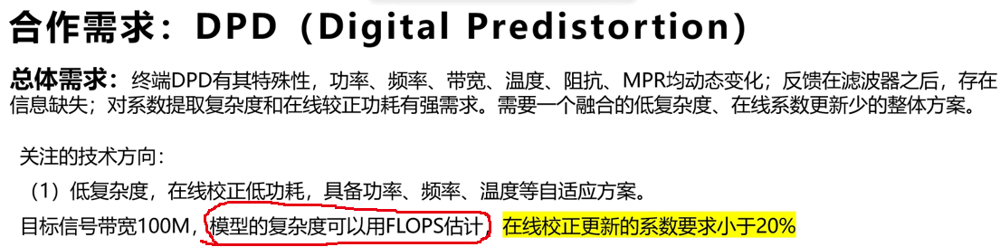 合作需求：DPD（Digital Predistortion）
总体需求：终端DPD有其特殊性，功率、频率、带宽、温度、阻抗、MPR均动态变化；反馈在滤波器之后，存在
信息缺失；对系数提取复杂度和在线较正功耗有强需求。需要一个融合的低复杂度、在线系数更新少的整体方案。
关注的技术方向：
（1）低复杂度，在线校正低功耗，具备功率、频率、温度等自适应方案。
目标信号带宽100M，模型的复杂度可以用FLOPS估计，在线校正更新的系数要求小于20%